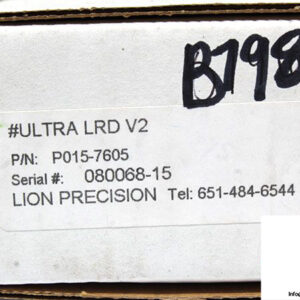 B798
#ULTRA LRD V2
P/N: P015-7605
Serial #: 080068-15
LION PRECISION Tel: 651-484-6544